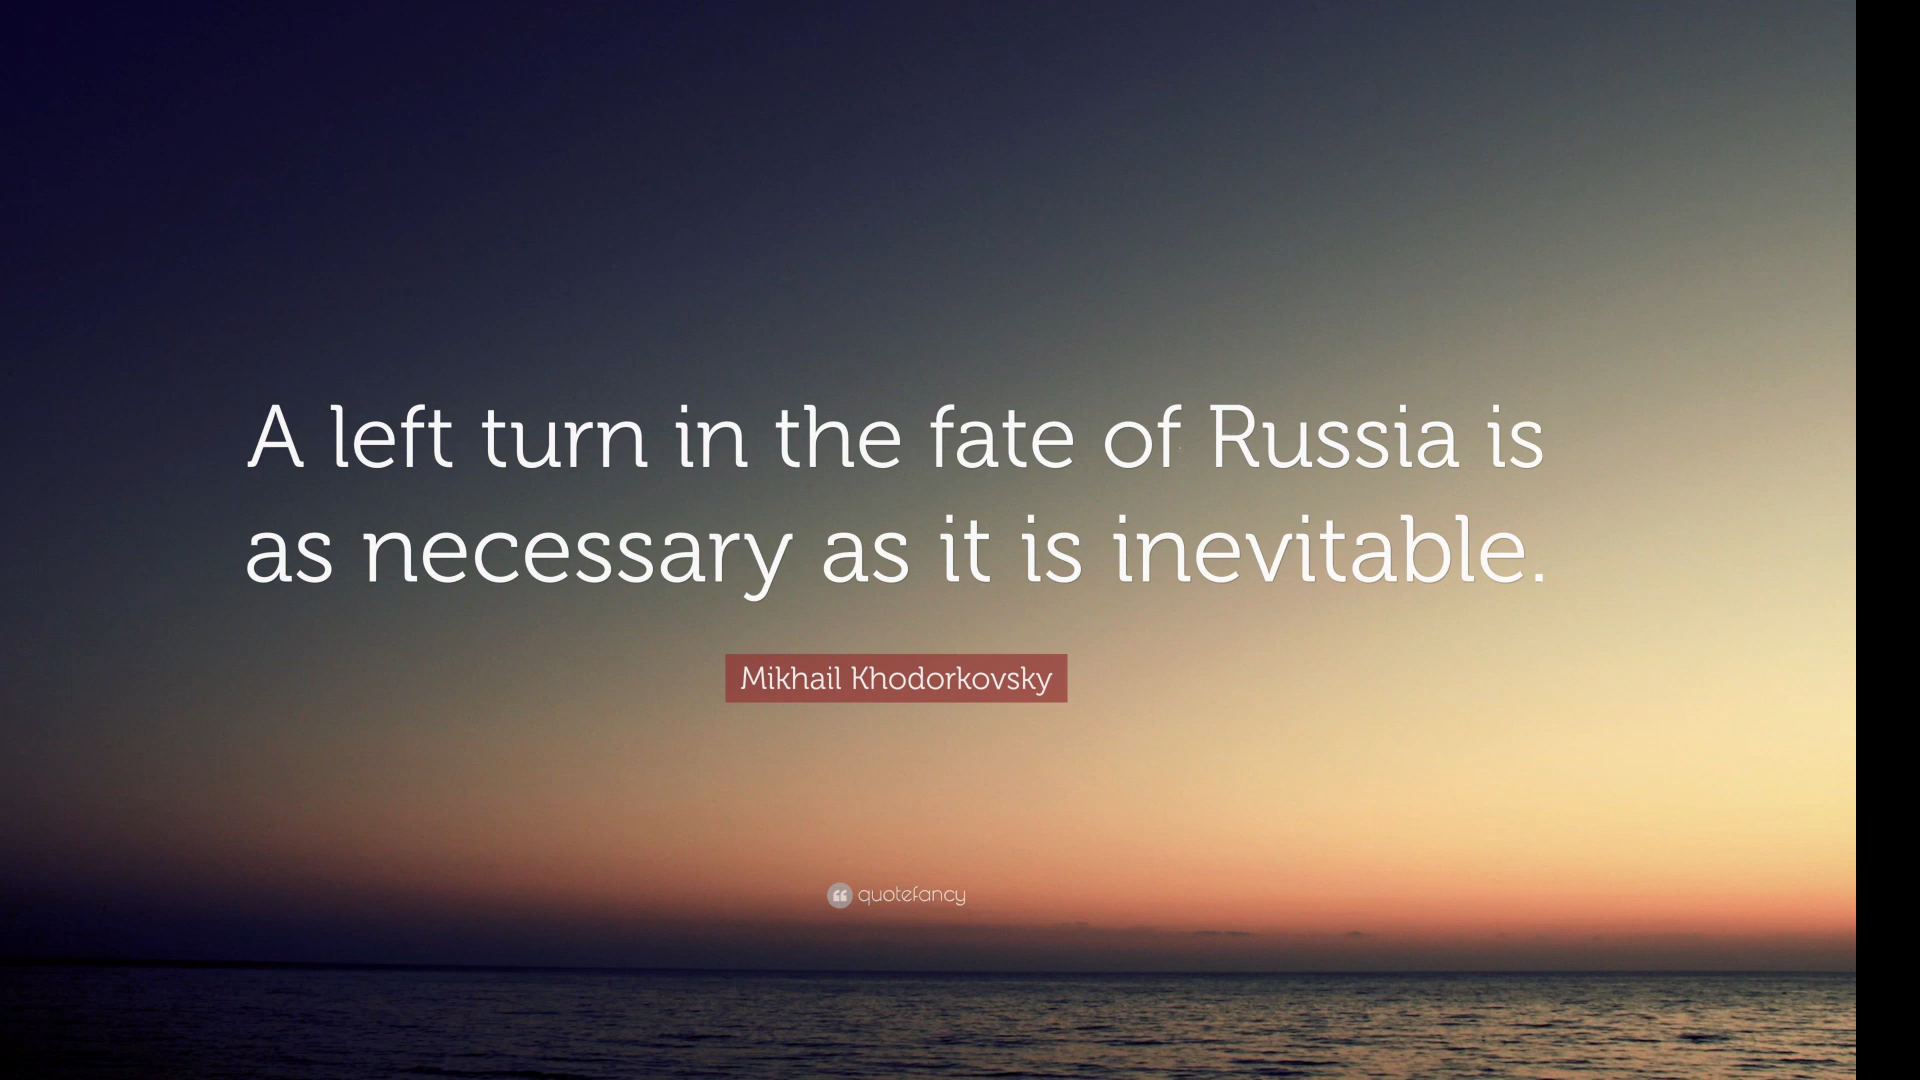 A left turn in the fate of Russia is
as necessary as it is inevitable.
Mikhail Khodorkovsky
quotefancy